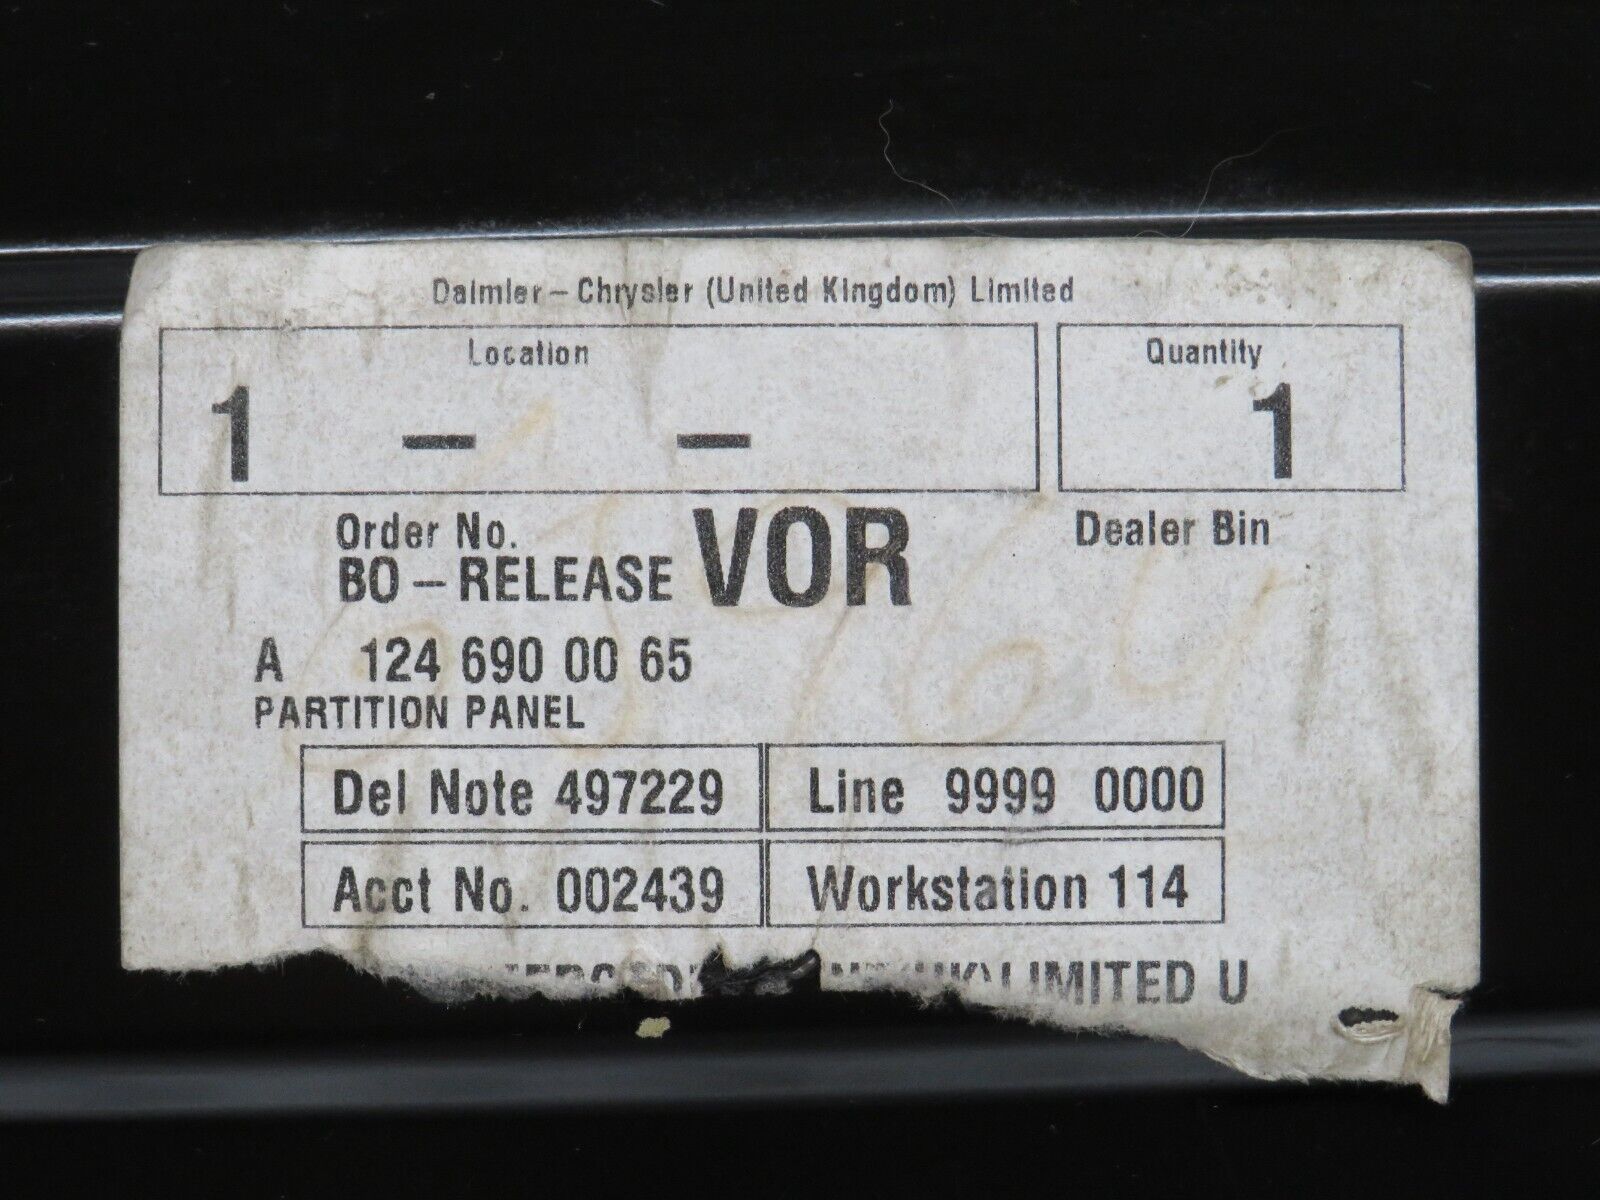 Daimler-Chrysler (United Kingdom) Limited
Location Quantity
1 - - 1
Order No. VOR Dealer Bin
BO-RELEASE
A 124 690 00 65
PARTITION PANEL
Del Note 497229 Line 9999 0000
Acct No. 002439 Workstation 114
(UK) LIMITED U